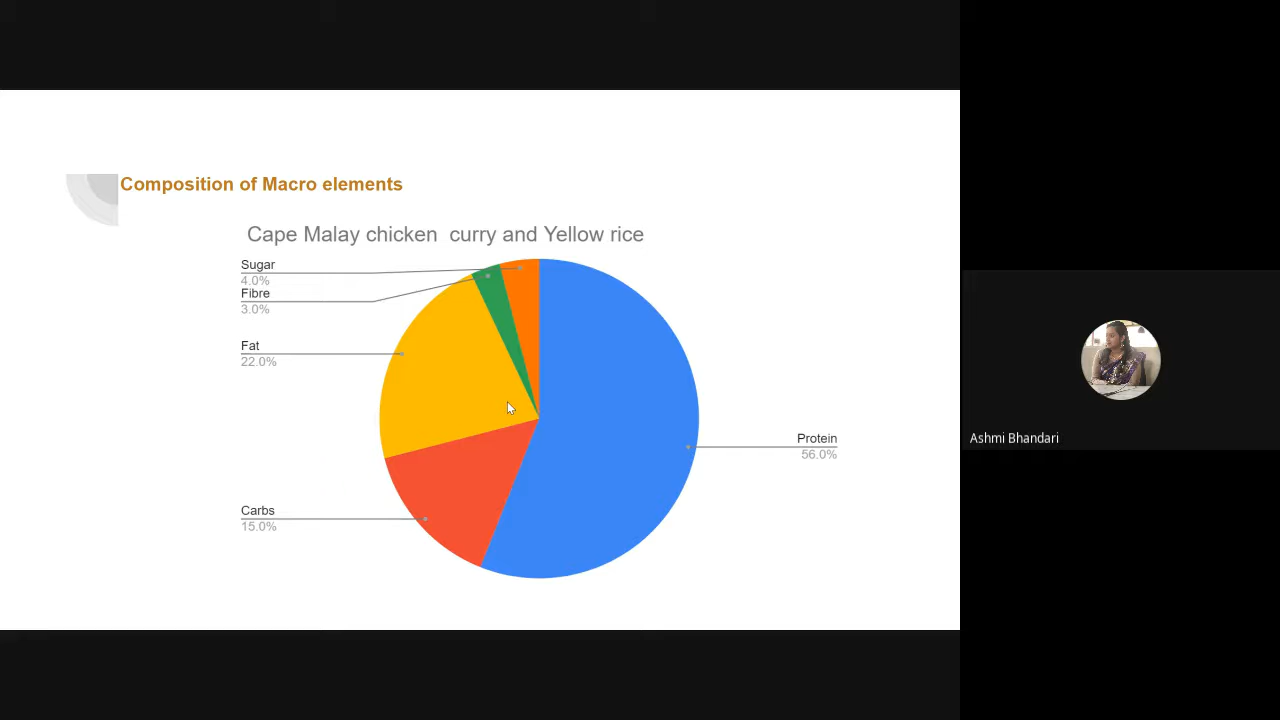 Composition of Macro elements
Cape Malay chicken  curry and Yellow rice
Sugar
4.0%
Fibre
3.0%
Fat
22.0%
Protein
56.0%
Carbs
15.0%
Ashmi Bhandari